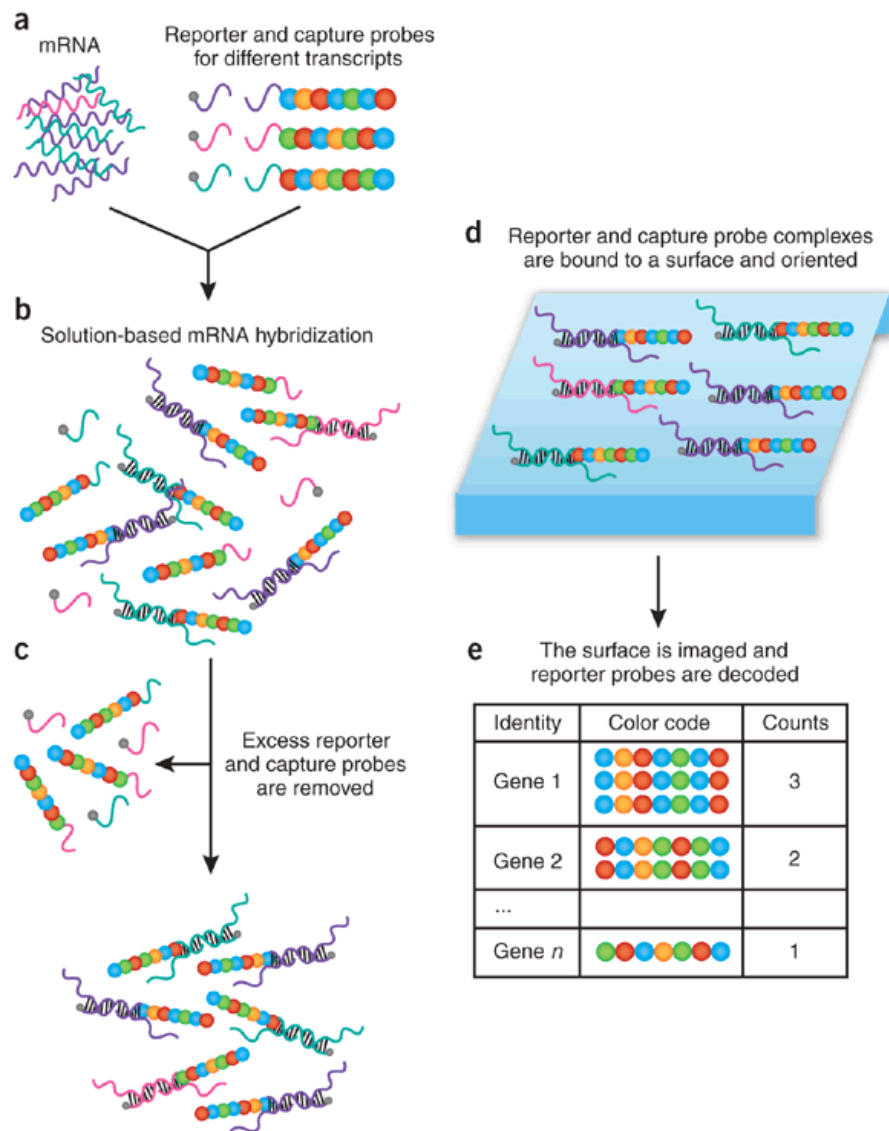 a
mRNA
Reporter and capture probes
for different transcripts
b
Solution-based mRNA hybridization
c
Excess reporter
and capture probes
are removed
d
Reporter and capture probe complexes
are bound to a surface and oriented
e
The surface is imaged and
reporter probes are decoded
Identity Color code Counts
Gene 1 3
Gene 2 2
...
Gene n 1